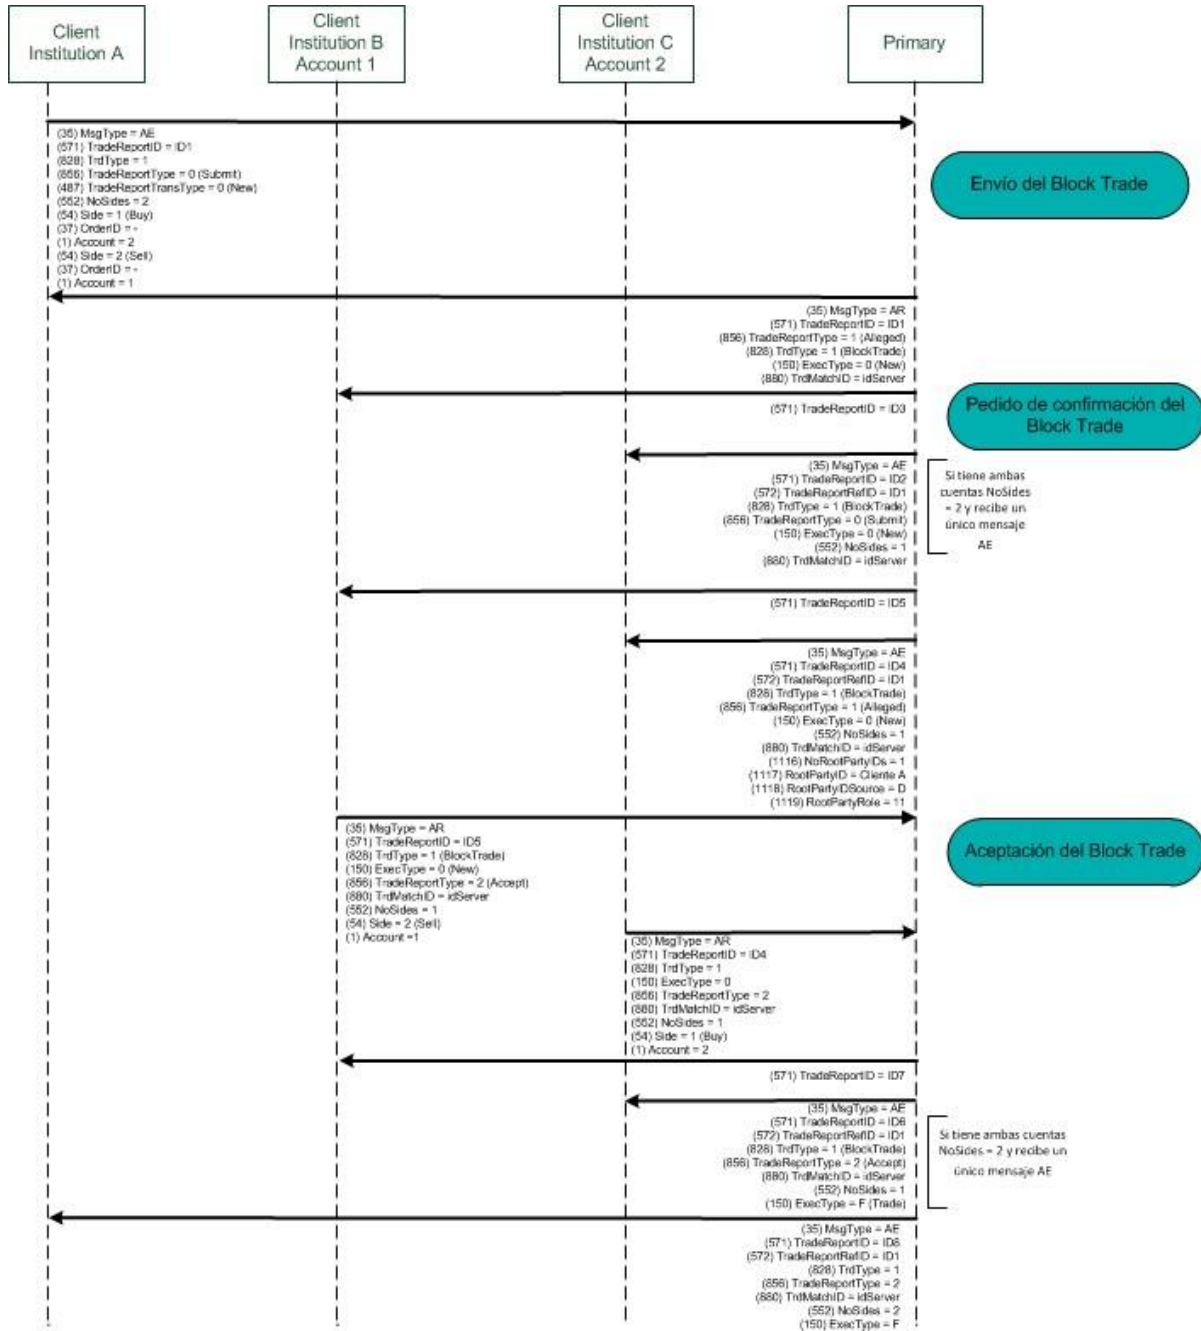 Client
Institution A
Client
Institution B
Account 1
Client
Institution C
Account 2
Primary
(35) MsgType = AE
(571) TradeReportID = ID1
(828) TrdType = 1
(856) TradeReportType = 0 (Submit)
(487) TradeReportTransType = 0 (New)
(552) NoSides = 2
(54) Side = 1 (Buy)
(37) OrderID = -
(1) Account = 2
(54) Side = 2 (Sell)
(37) OrderID = -
(1) Account = 1
Envío del Block Trade
(35) MsgType = AR
(571) TradeReportID = ID1
(856) TradeReportType = 1 (Alleged)
(828) TrdType = 1 (BlockTrade)
(150) ExecType = 0 (New)
(880) TrdMatchID = idServer
(571) TradeReportID = ID3
Pedido de confirmación del
Block Trade
(35) MsgType = AE
(571) TradeReportID = ID2
(572) TradeReportRefID = ID1
(828) TrdType = 1 (BlockTrade)
(856) TradeReportType = 0 (Submit)
(150) ExecType = 0 (New)
(552) NoSides = 1
(880) TrdMatchID = idServer
Si tiene ambas
cuentas NoSides
= 2 y recibe un
único mensaje
AE
(571) TradeReportID = ID5
(35) MsgType = AE
(571) TradeReportID = ID4
(572) TradeReportRefID = ID1
(828) TrdType = 1 (BlockTrade)
(856) TradeReportType = 1 (Alleged)
(150) ExecType = 0 (New)
(552) NoSides = 1
(880) TrdMatchID = idServer
(1116) NoRootPartyIDs = 1
(1117) RootPartyID = Cliente A
(1118) RootPartyIDSource = D
(1119) RootPartyRole = 11
(35) MsgType = AR
(571) TradeReportID = ID5
(828) TrdType = 1 (BlockTrade)
(150) ExecType = 0 (New)
(856) TradeReportType = 2 (Accept)
(880) TrdMatchID = idServer
(552) NoSides = 1
(54) Side = 2 (Sell)
(1) Account =1
Aceptación del Block Trade
(35) MsgType = AR
(571) TradeReportID = ID4
(828) TrdType = 1
(150) ExecType = 0
(856) TradeReportType = 2
(880) TrdMatchID = idServer
(552) NoSides = 1
(54) Side = 1 (Buy)
(1) Account = 2
(571) TradeReportID = ID7
(35) MsgType = AE
(571) TradeReportID = ID6
(572) TradeReportRefID = ID1
(828) TrdType = 1 (BlockTrade)
(856) TradeReportType = 2 (Accept)
(880) TrdMatchID = idServer
(552) NoSides = 1
(150) ExecType = F (Trade)
Si tiene ambas cuentas
NoSides = 2 y recibe un
único mensaje AE
(35) MsgType = AE
(571) TradeReportID = ID8
(572) TradeReportRefID = ID1
(828) TrdType = 1
(856) TradeReportType = 2
(880) TrdMatchID = idServer
(552) NoSides = 2
(150) ExecType = F